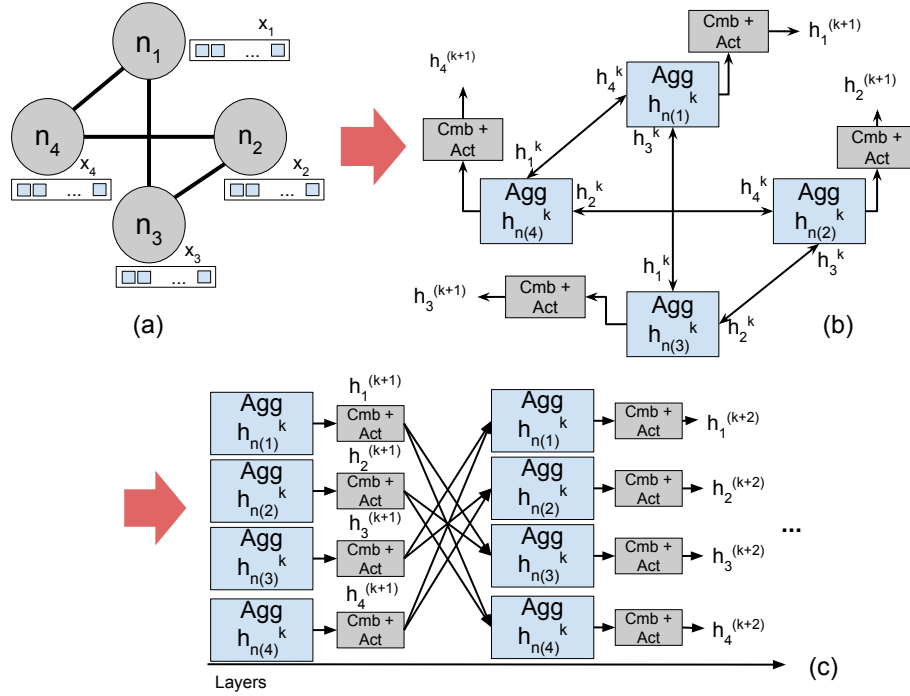 x₁
n₁
n₄
n₂
x₄
...
x₂
...
n₃
x₃
...
...
(a)
Cmb +
Act
h₁⁽ᵏ⁺¹⁾
h₄⁽ᵏ⁺¹⁾
h₄ᵏ
Agg
hₙ₍₁₎ᵏ
h₂⁽ᵏ⁺¹⁾
Cmb +
Act
h₃ᵏ
Cmb +
Act
h₁ᵏ
Agg
hₙ₍₄₎ᵏ
h₂ᵏ
h₄ᵏ
Agg
hₙ₍₂₎ᵏ
h₃ᵏ
h₁ᵏ
h₃⁽ᵏ⁺¹⁾
Cmb +
Act
Agg
hₙ₍₃₎ᵏ
h₂ᵏ
(b)
h₁⁽ᵏ⁺¹⁾
Agg
hₙ₍₁₎ᵏ
Cmb +
Act
Agg
hₙ₍₁₎ᵏ
Cmb +
Act
h₁⁽ᵏ⁺²⁾
h₂⁽ᵏ⁺¹⁾
Agg
hₙ₍₂₎ᵏ
Cmb +
Act
Agg
hₙ₍₂₎ᵏ
Cmb +
Act
h₂⁽ᵏ⁺²⁾
...
h₃⁽ᵏ⁺¹⁾
Agg
hₙ₍₃₎ᵏ
Cmb +
Act
Agg
hₙ₍₃₎ᵏ
Cmb +
Act
h₃⁽ᵏ⁺²⁾
h₄⁽ᵏ⁺¹⁾
Agg
hₙ₍₄₎ᵏ
Cmb +
Act
Agg
hₙ₍₄₎ᵏ
Cmb +
Act
h₄⁽ᵏ⁺²⁾
(c)
Layers